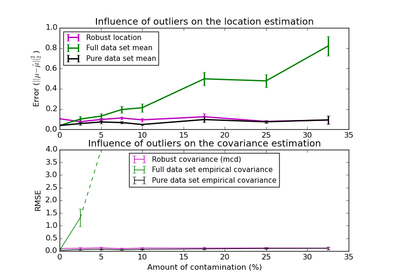 Influence of outliers on the location estimation
1.0
0.8
0.6
0.4
0.2
0.0
Error (||μ − μ̂||₂²)
Robust location
Full data set mean
Pure data set mean
0 5 10 15 20 25 30 35
Influence of outliers on the covariance estimation
4.0
3.5
3.0
2.5
2.0
1.5
1.0
0.5
0.0
RMSE
Robust covariance (mcd)
Full data set empirical covariance
Pure data set empirical covariance
0 5 10 15 20 25 30 35
Amount of contamination (%)